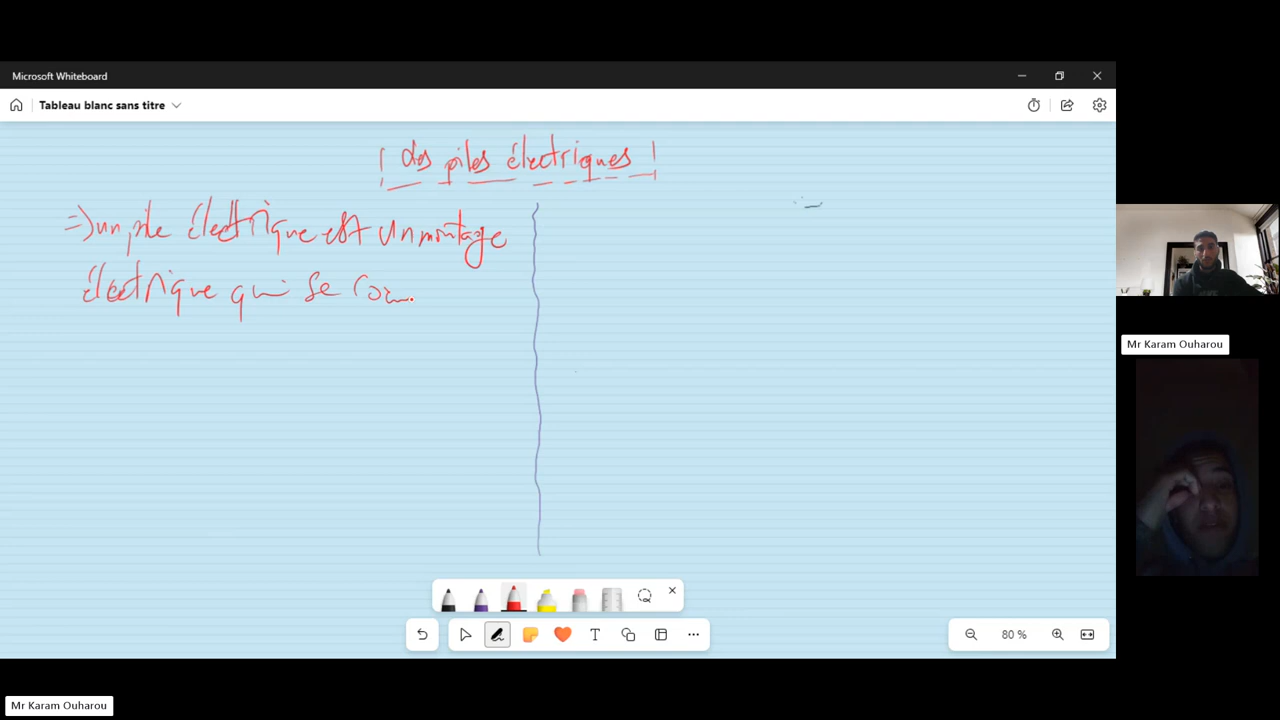 Microsoft Whiteboard
Tableau blanc sans titre
des piles électriques
=> un pile électrique est un montage
électrique qui se
80 %
Mr Karam Ouharou
Mr Karam Ouharou